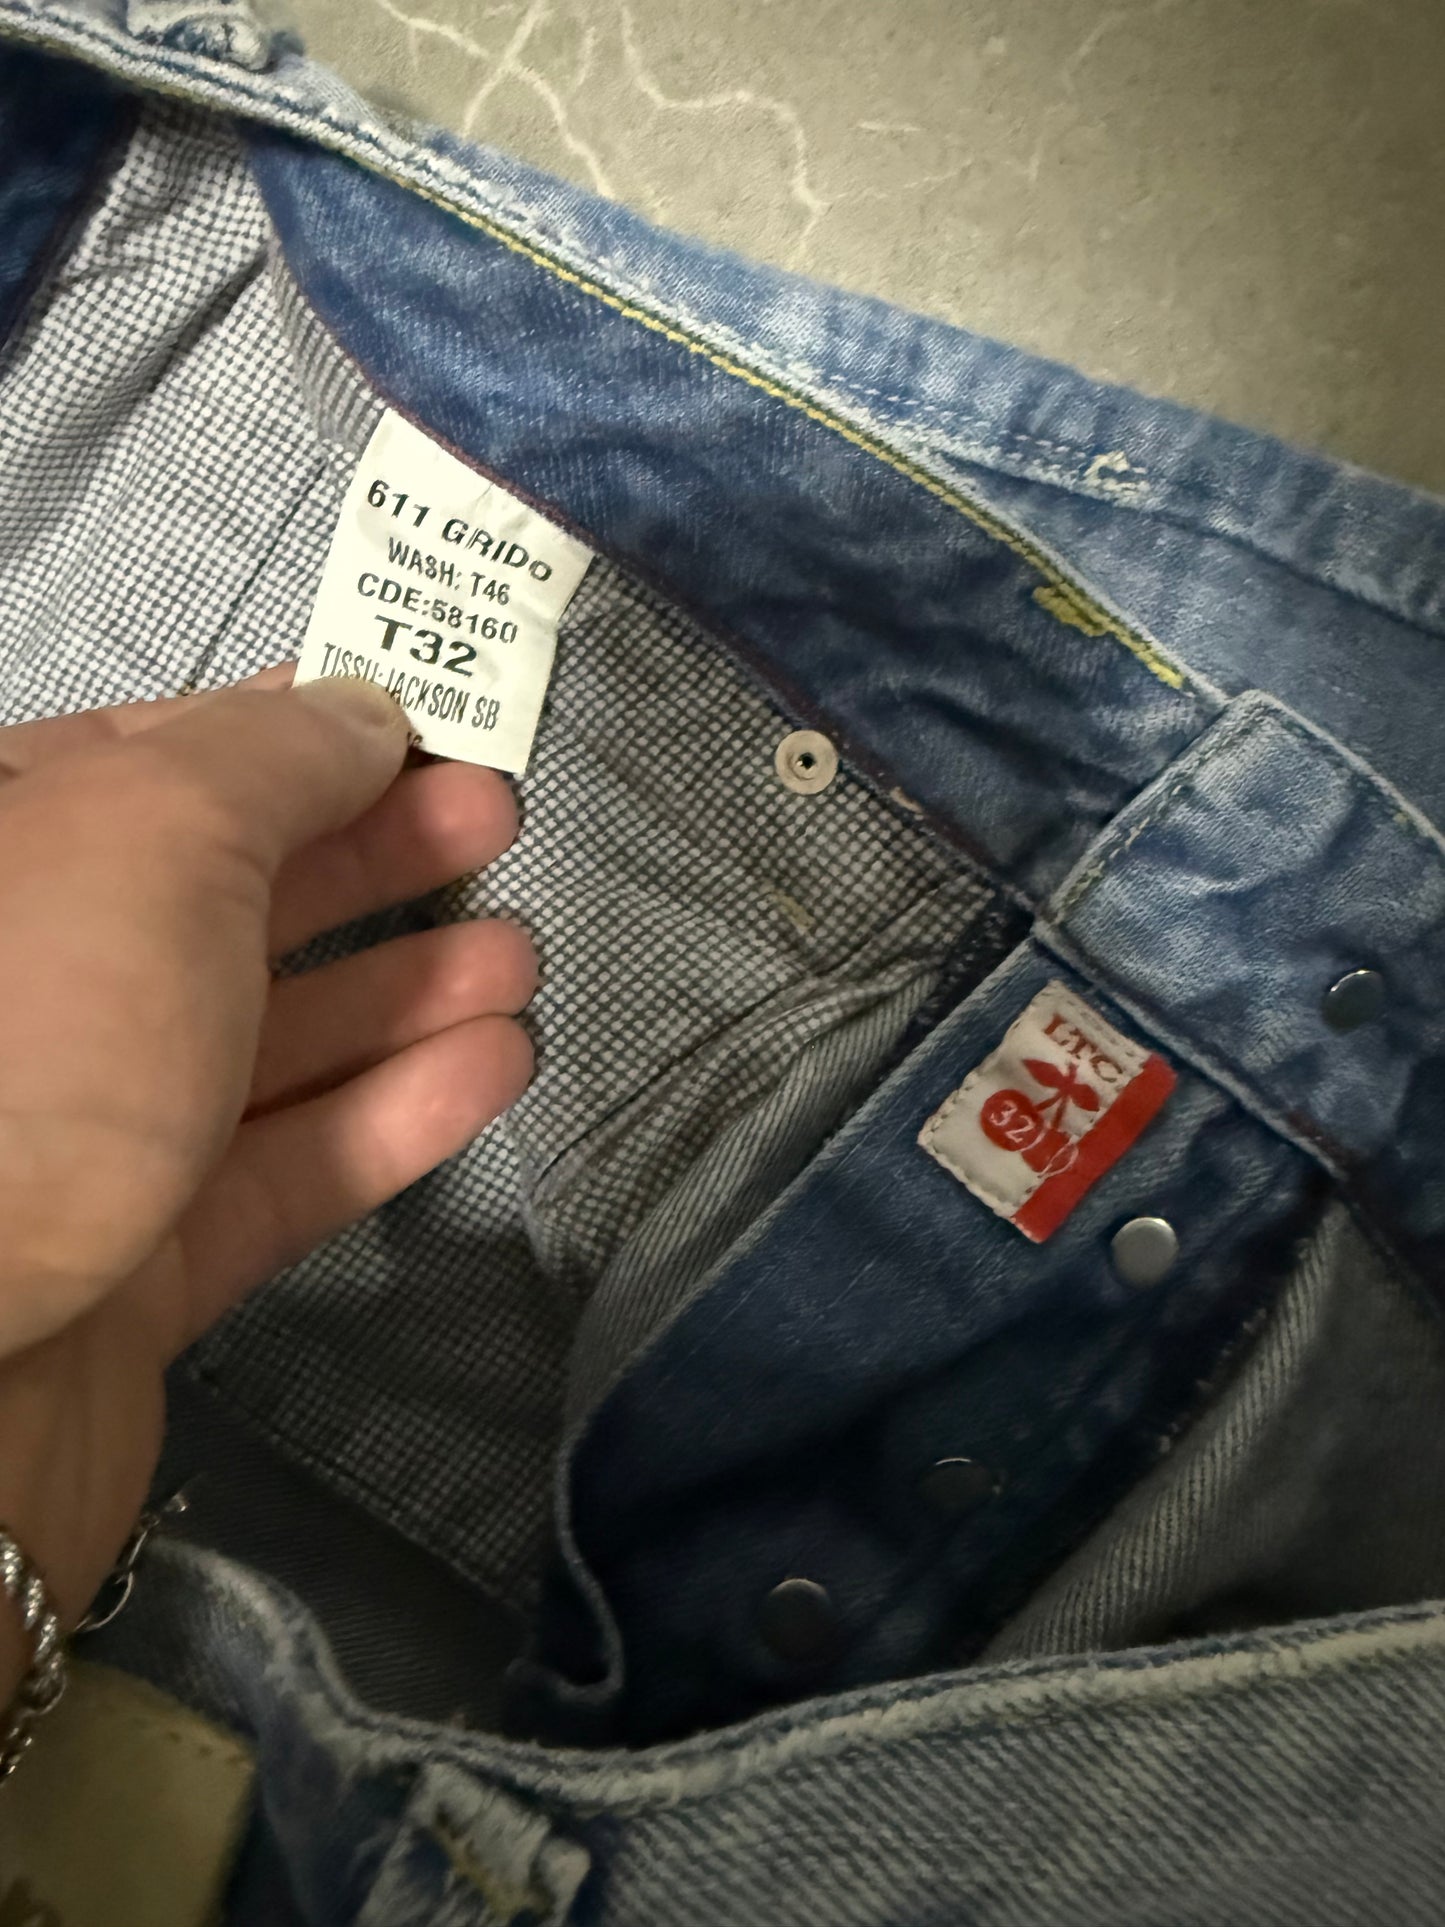 611 GRIDO
WASH: T46
CDE:58160
T32
TISSU: JACKSON SB
LTC
32